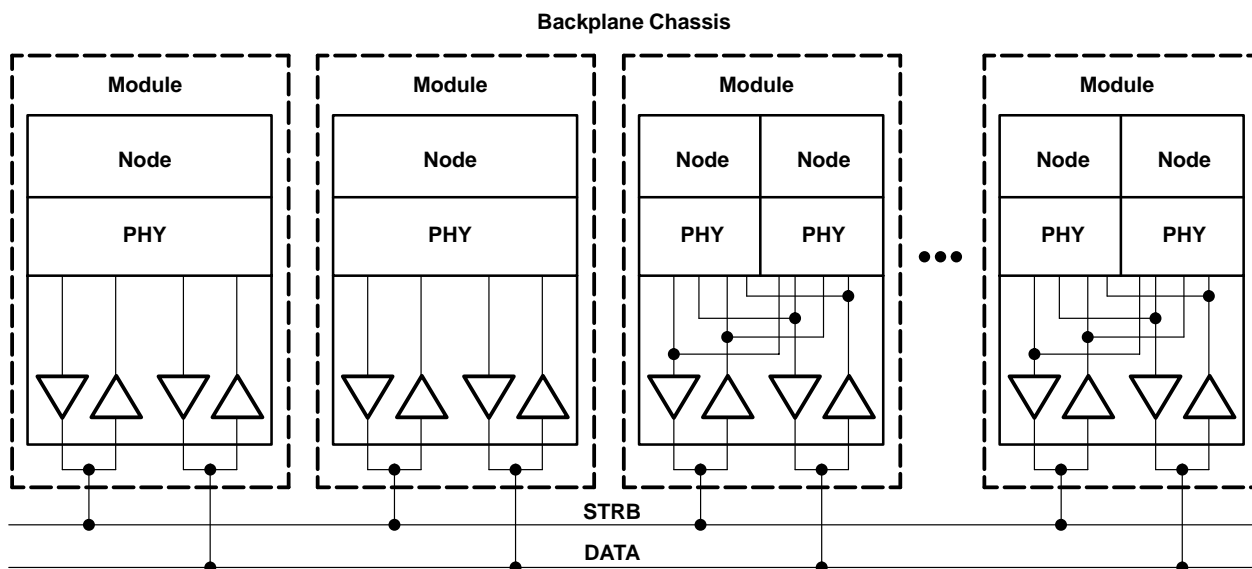 Backplane Chassis
Module Module Module Module
Node Node Node Node Node Node
PHY PHY PHY PHY PHY PHY
STRB
DATA